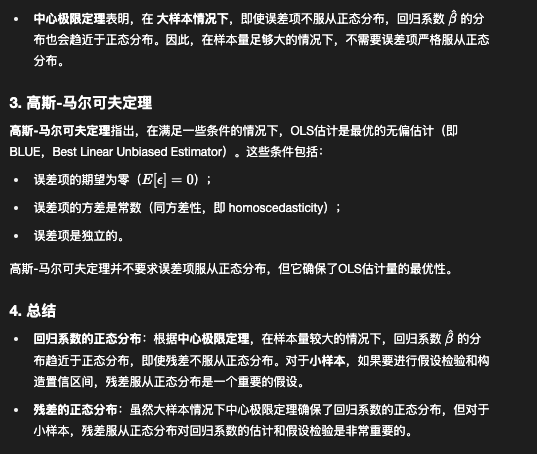 • 中心极限定理表明，在 大样本情况下，即使误差项不服从正态分布，回归系数 β̂ 的分
布也会趋近于正态分布。因此，在样本量足够大的情况下，不需要误差项严格服从正态
分布。
3. 高斯-马尔可夫定理
高斯-马尔可夫定理指出，在满足一些条件的情况下，OLS估计是最优的无偏估计（即
BLUE，Best Linear Unbiased Estimator）。这些条件包括：
• 误差项的期望为零（E[ϵ] = 0）；
• 误差项的方差是常数（同方差性，即 homoscedasticity）；
• 误差项是独立的。
高斯-马尔可夫定理并不要求误差项服从正态分布，但它确保了OLS估计量的最优性。
4. 总结
• 回归系数的正态分布：根据中心极限定理，在样本量较大的情况下，回归系数 β̂ 的分
布趋近于正态分布，即使残差不服从正态分布。对于小样本，如果要进行假设检验和构
造置信区间，残差服从正态分布是一个重要的假设。
• 残差的正态分布：虽然大样本情况下中心极限定理确保了回归系数的正态分布，但对于
小样本，残差服从正态分布对回归系数的估计和假设检验是非常重要的。